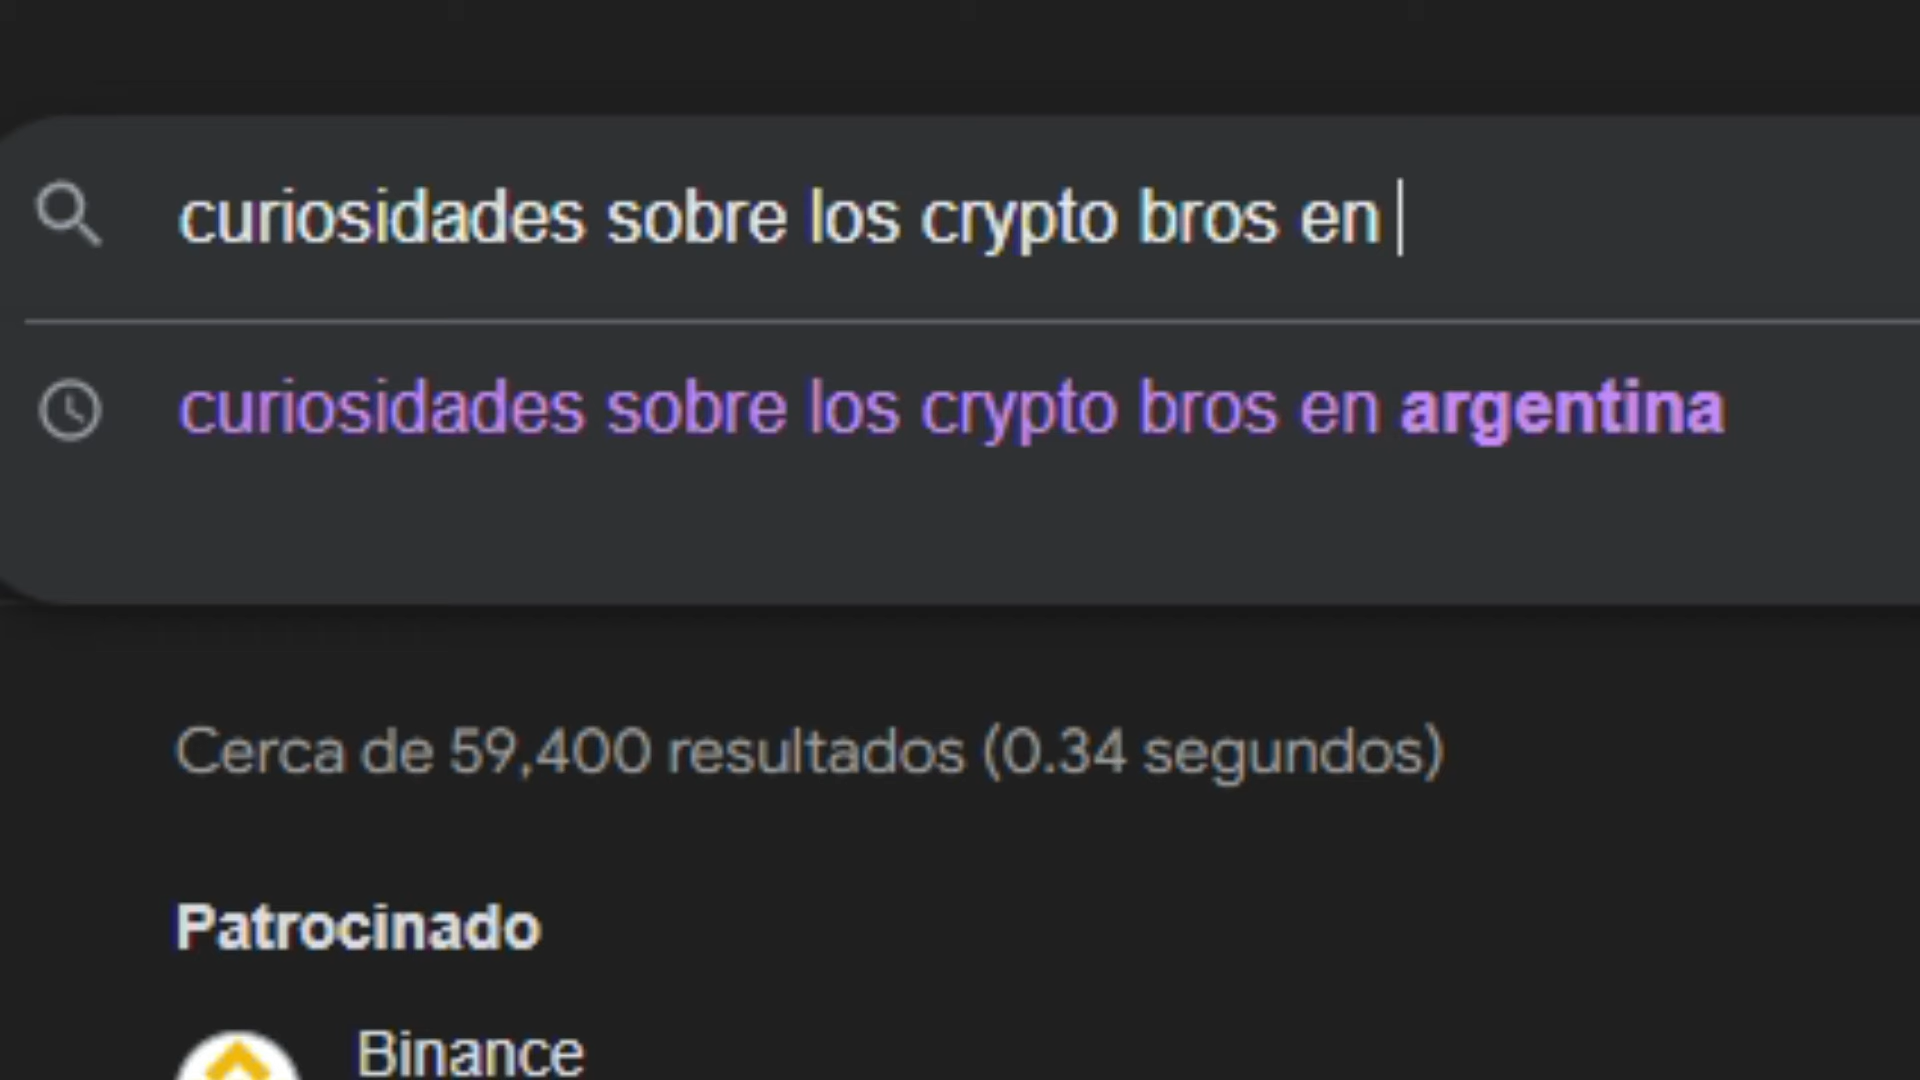 curiosidades sobre los crypto bros en
curiosidades sobre los crypto bros en argentina
Cerca de 59,400 resultados (0.34 segundos)
Patrocinado
Binance